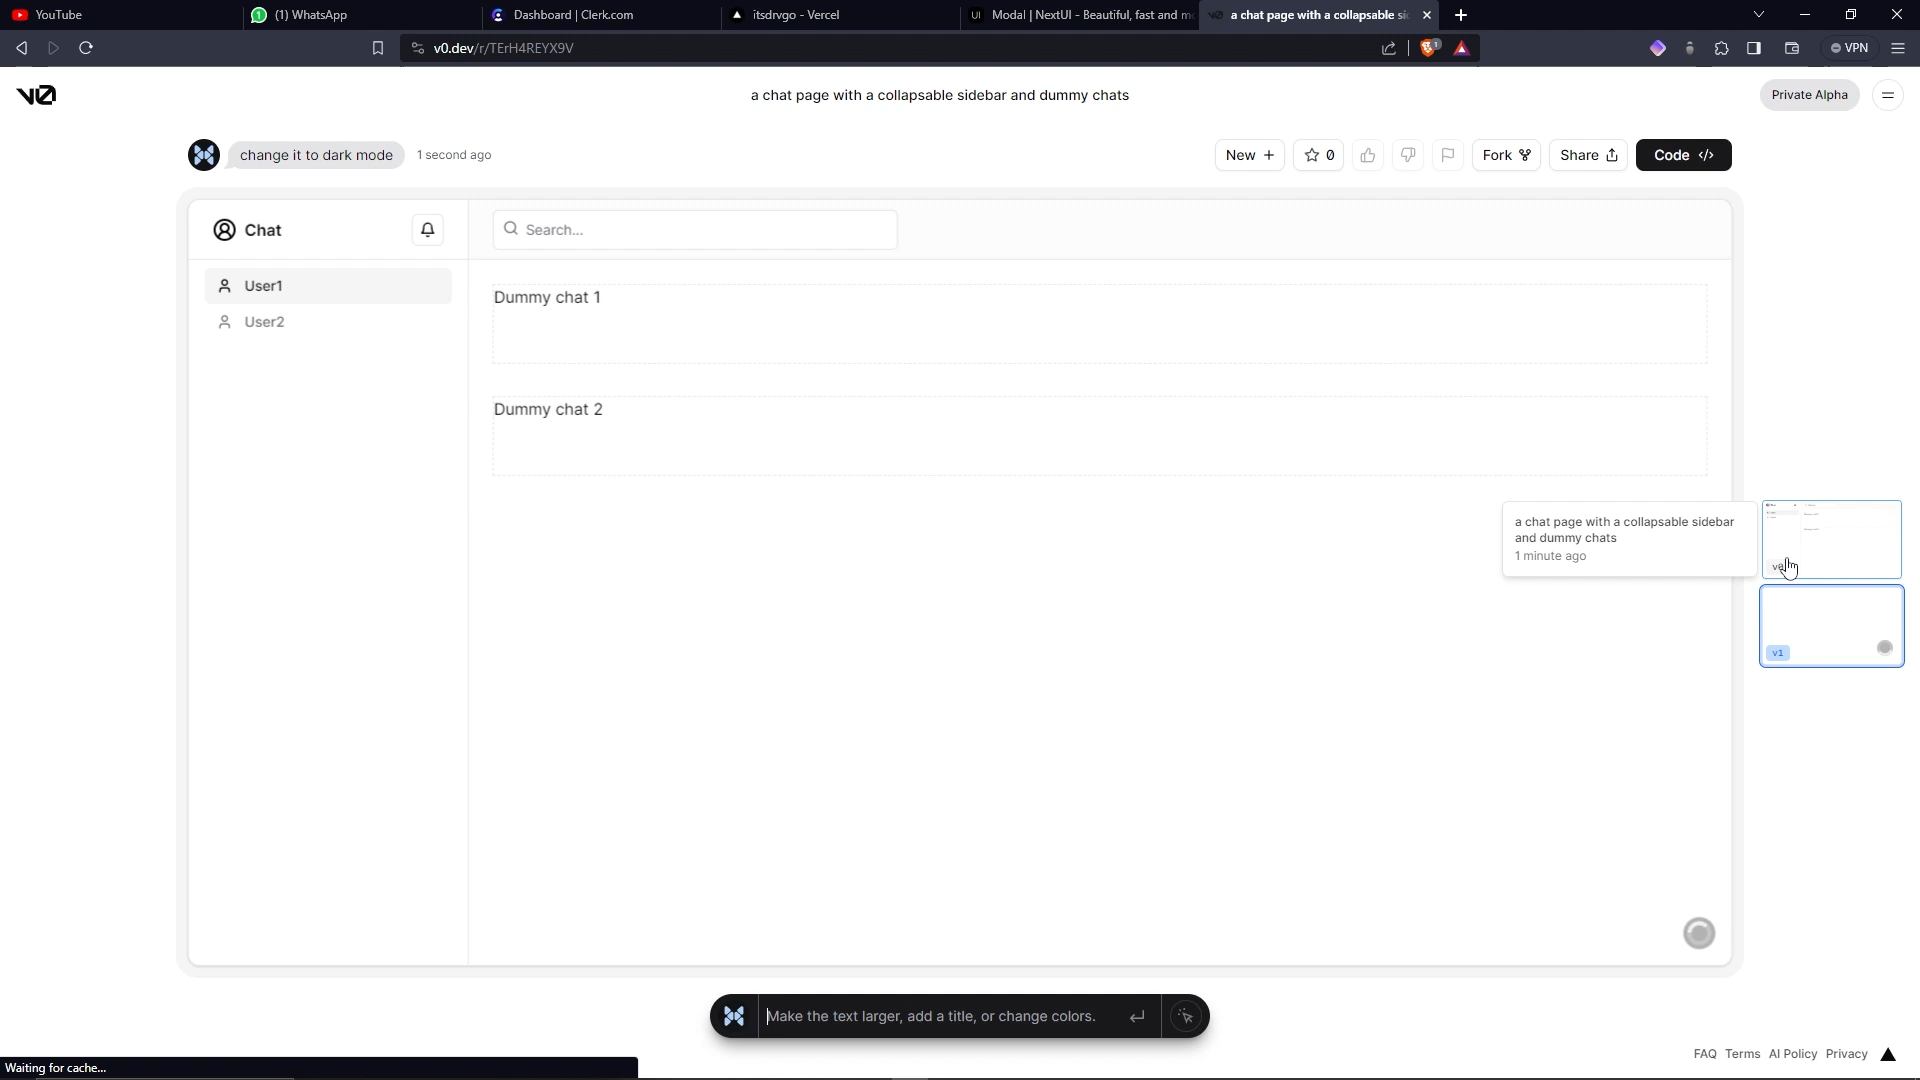 YouTube
(1) WhatsApp
Dashboard | Clerk.com
itsdrvgo - Vercel
UI Modal | NextUI - Beautiful, fast and m
a chat page with a collapsable si
v0.dev/r/TErH4REYX9V
1
VPN
v0
a chat page with a collapsable sidebar and dummy chats
Private Alpha
change it to dark mode
1 second ago
New +
0
Fork
Share
Code </>
Chat
Search...
User1
User2
Dummy chat 1
Dummy chat 2
a chat page with a collapsable sidebar
and dummy chats
1 minute ago
v1
Make the text larger, add a title, or change colors.
FAQ Terms AI Policy Privacy
Waiting for cache...